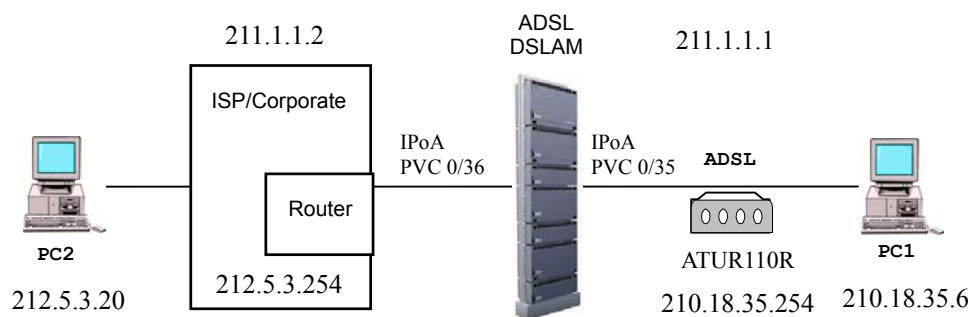 211.1.1.2
ADSL
DSLAM
211.1.1.1
ISP/Corporate
IPoA
PVC 0/36
IPoA
PVC 0/35
ADSL
Router
PC2
ATUR110R
PC1
212.5.3.20
212.5.3.254
210.18.35.254
210.18.35.6